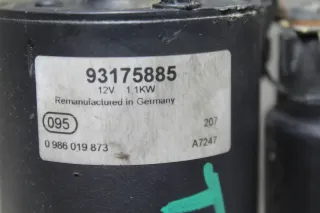 93175885
12V 1.1KW
Remanufactured in Germany
095 207
0 986 019 873 A7247